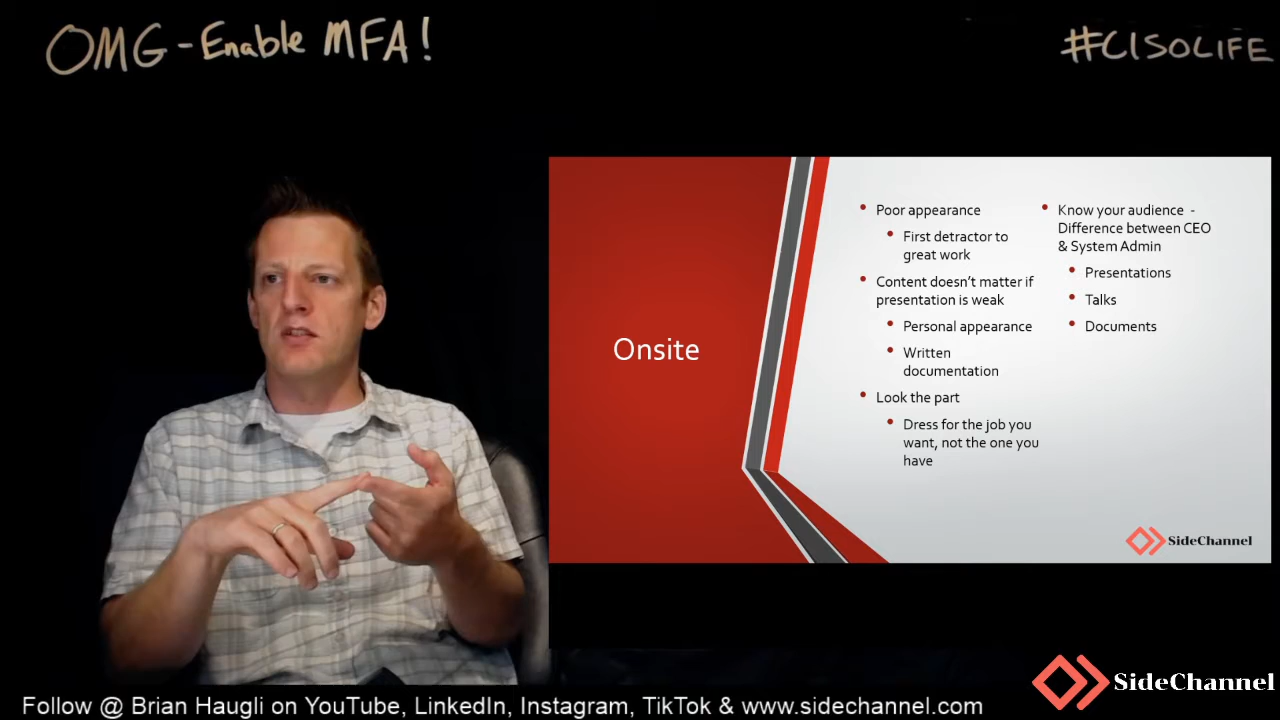 OMG - Enable MFA!
#CISOLIFE
Onsite
• Poor appearance
• First detractor to
great work
• Content doesn't matter if
presentation is weak
• Personal appearance
• Written
documentation
• Look the part
• Dress for the job you
want, not the one you
have
• Know your audience -
Difference between CEO
& System Admin
• Presentations
• Talks
• Documents
SideChannel
SideChannel
Follow @ Brian Haugli on YouTube, LinkedIn, Instagram, TikTok & www.sidechannel.com